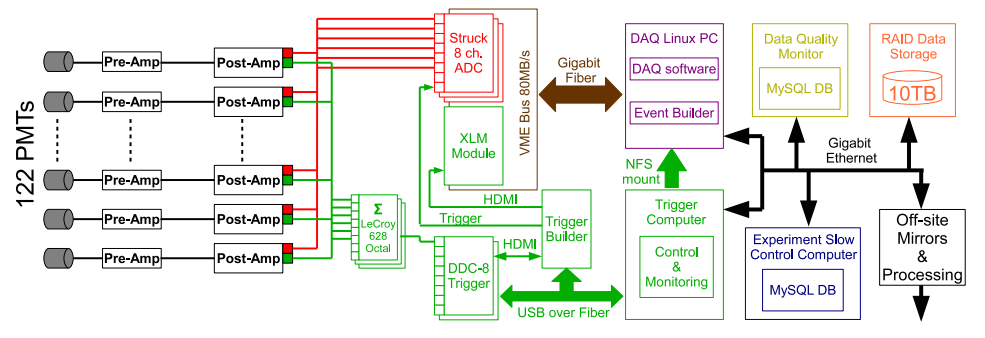 122 PMTs
Pre-Amp
Post-Amp
Pre-Amp
Post-Amp
Pre-Amp
Post-Amp
Pre-Amp
Post-Amp
Pre-Amp
Post-Amp
Struck
8 ch.
ADC
XLM
Module
VME Bus 80MB/s
Σ
LeCroy
628
Octal
DDC-8
Trigger
HDMI
Trigger
HDMI
Trigger
Builder
USB over Fiber
Gigabit
Fiber
DAQ Linux PC
DAQ software
Event Builder
NFS
mount
Trigger
Computer
Control
&
Monitoring
Data Quality
Monitor
MySQL DB
RAID Data
Storage
10TB
Gigabit
Ethernet
Experiment Slow
Control Computer
MySQL DB
Off-site
Mirrors
&
Processing